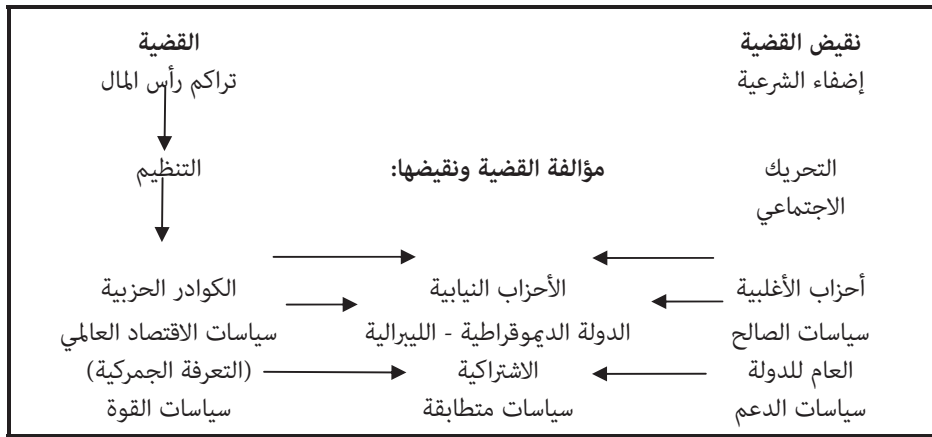 نقيض القضية القضية
إضفاء الشرعية تراكم رأس المال
التحريك مؤالفة القضية ونقيضها: التنظيم
الاجتماعي
أحزاب الأغلبية الأحزاب النيابية الكوادر الحزبية
سياسات الصالح الدولة الديموقراطية - الليبرالية سياسات الاقتصاد العالمي
العام للدولة الاشتراكية (التعرفة الجمركية)
سياسات الدعم سياسات متطابقة سياسات القوة